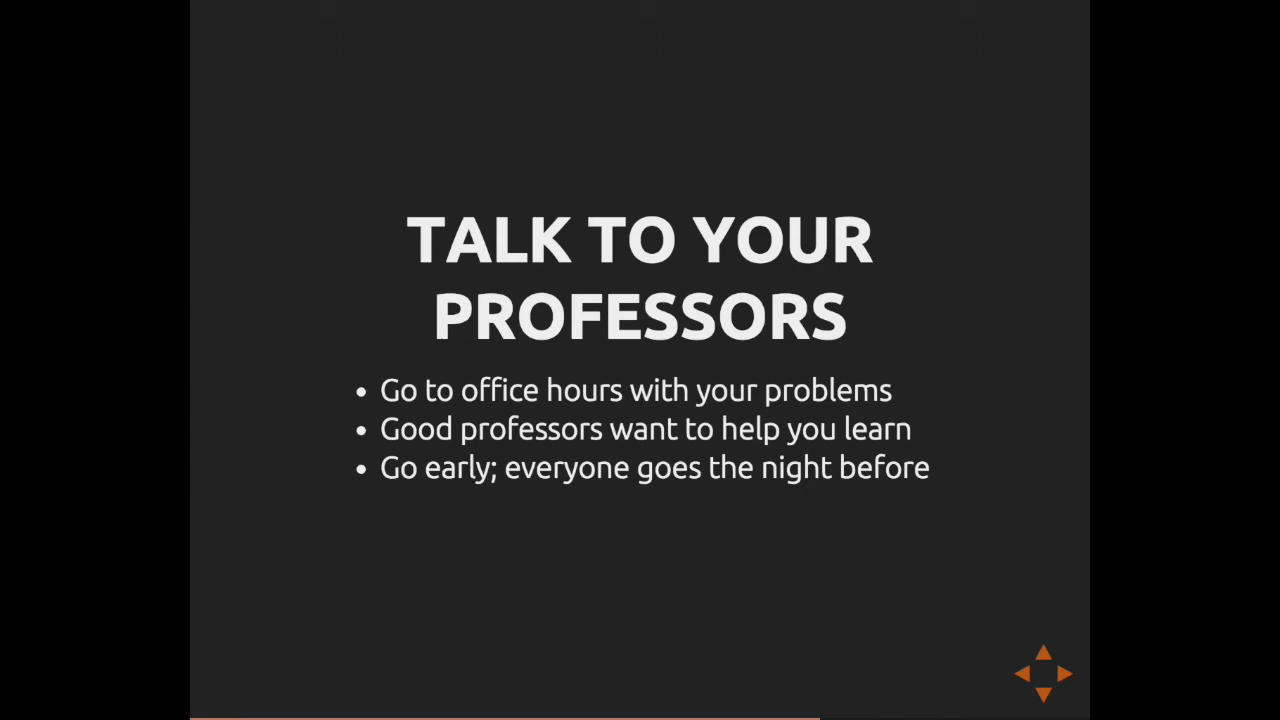 TALK TO YOUR
PROFESSORS
• Go to office hours with your problems
• Good professors want to help you learn
• Go early; everyone goes the night before